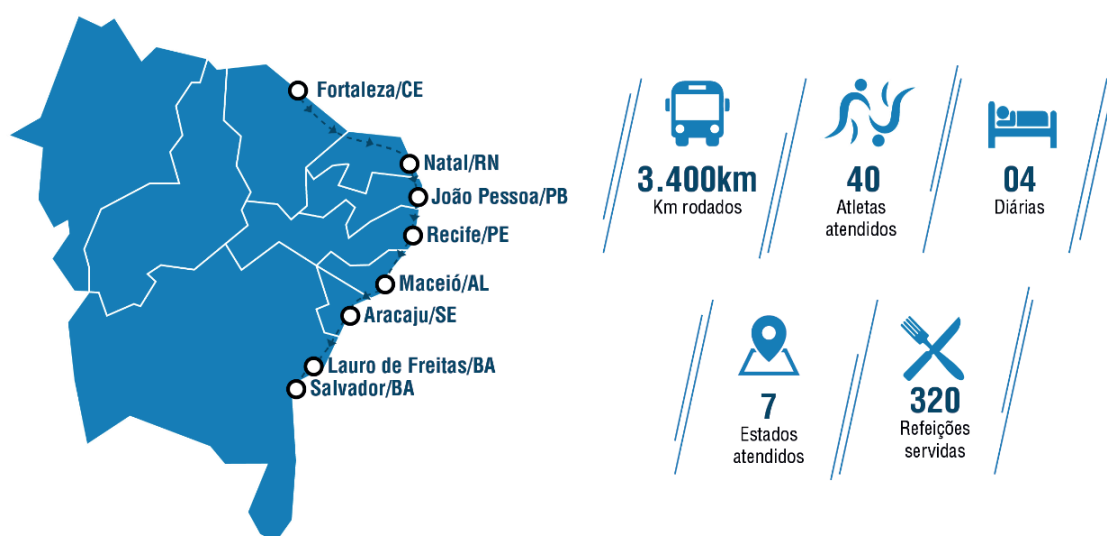 Fortaleza/CE
Natal/RN
João Pessoa/PB
Recife/PE
Maceió/AL
Aracaju/SE
Lauro de Freitas/BA
Salvador/BA
3.400km
Km rodados
40
Atletas
atendidos
04
Diárias
7
Estados
atendidos
320
Refeições
servidas